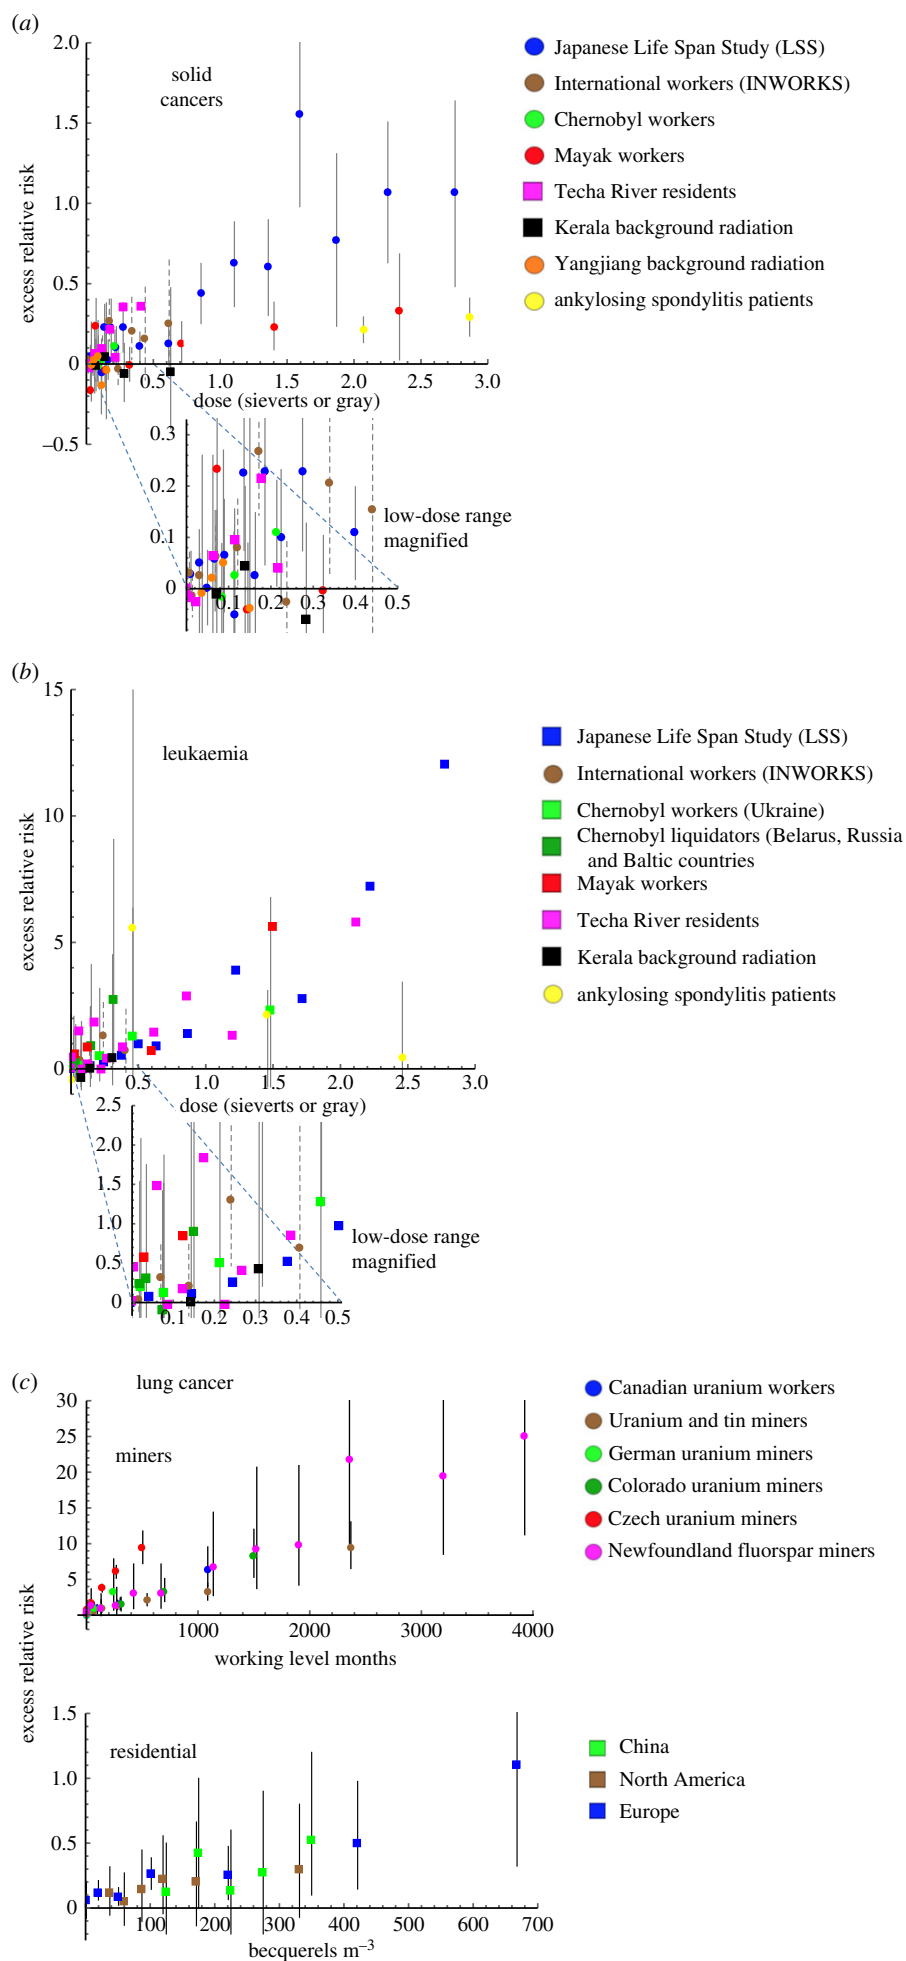 (a)
2.0
1.5
1.0
0.5
0
–0.5
excess relative risk
solid
cancers
0.5
1.0
1.5
2.0
2.5
3.0
dose (sieverts or gray)
Japanese Life Span Study (LSS)
International workers (INWORKS)
Chernobyl workers
Mayak workers
Techa River residents
Kerala background radiation
Yangjiang background radiation
ankylosing spondylitis patients
0.3
0.2
0.1
0
0.1
0.2
0.3
0.4
0.5
low-dose range
magnified
(b)
15
10
5
0
excess relative risk
leukaemia
0.5
1.0
1.5
2.0
2.5
3.0
dose (sieverts or gray)
Japanese Life Span Study (LSS)
International workers (INWORKS)
Chernobyl workers (Ukraine)
Chernobyl liquidators (Belarus, Russia
and Baltic countries
Mayak workers
Techa River residents
Kerala background radiation
ankylosing spondylitis patients
2.5
2.0
1.5
1.0
0.5
0
0.1
0.2
0.3
0.4
0.5
low-dose range
magnified
(c)
lung cancer
30
25
20
15
10
5
miners
1000
2000
3000
4000
working level months
Canadian uranium workers
Uranium and tin miners
German uranium miners
Colorado uranium miners
Czech uranium miners
Newfoundland fluorspar miners
excess relative risk
1.5
1.0
0.5
0
residential
100
200
300
400
500
600
700
becquerels m–3
China
North America
Europe